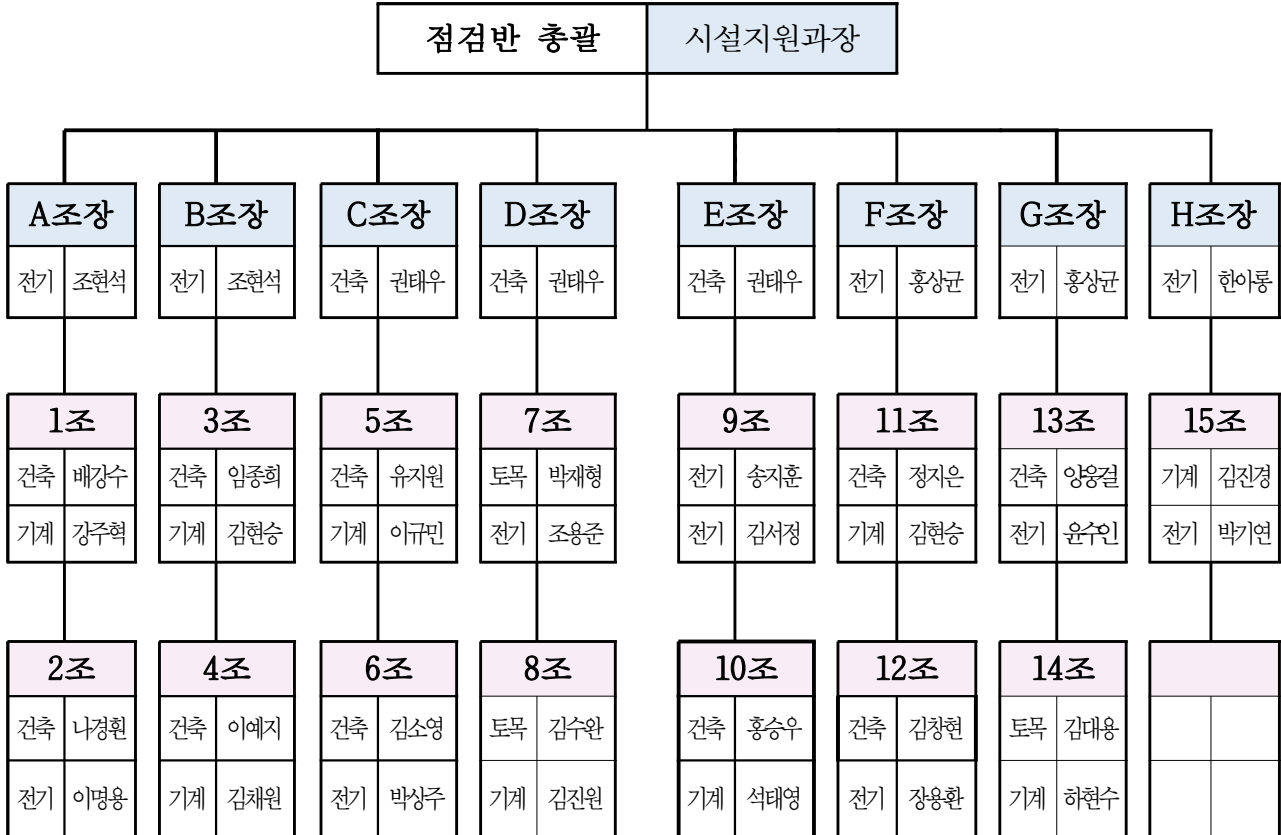 점검반 총괄 시설지원과장
A조장 B조장 C조장 D조장 E조장 F조장 G조장 H조장
전기 조현석 전기 조현석 건축 권태우 건축 권태우 건축 권태우 전기 홍상균 전기 홍상균 전기 한아롱
1조 3조 5조 7조 9조 11조 13조 15조
건축 배강수 건축 임종희 건축 유지원 토목 박재형 전기 송지훈 건축 정지은 건축 양웅걸 기계 김진경
기계 강주혁 기계 김현승 기계 이규민 전기 조용준 전기 김서정 기계 김현승 전기 윤수인 전기 박기연
2조 4조 6조 8조 10조 12조 14조
건축 나경훤 건축 이예지 건축 김소영 토목 김수완 건축 홍승우 건축 김창현 토목 김대용
전기 이명용 기계 김채원 전기 박상주 기계 김진원 기계 석태영 전기 장용환 기계 하현수